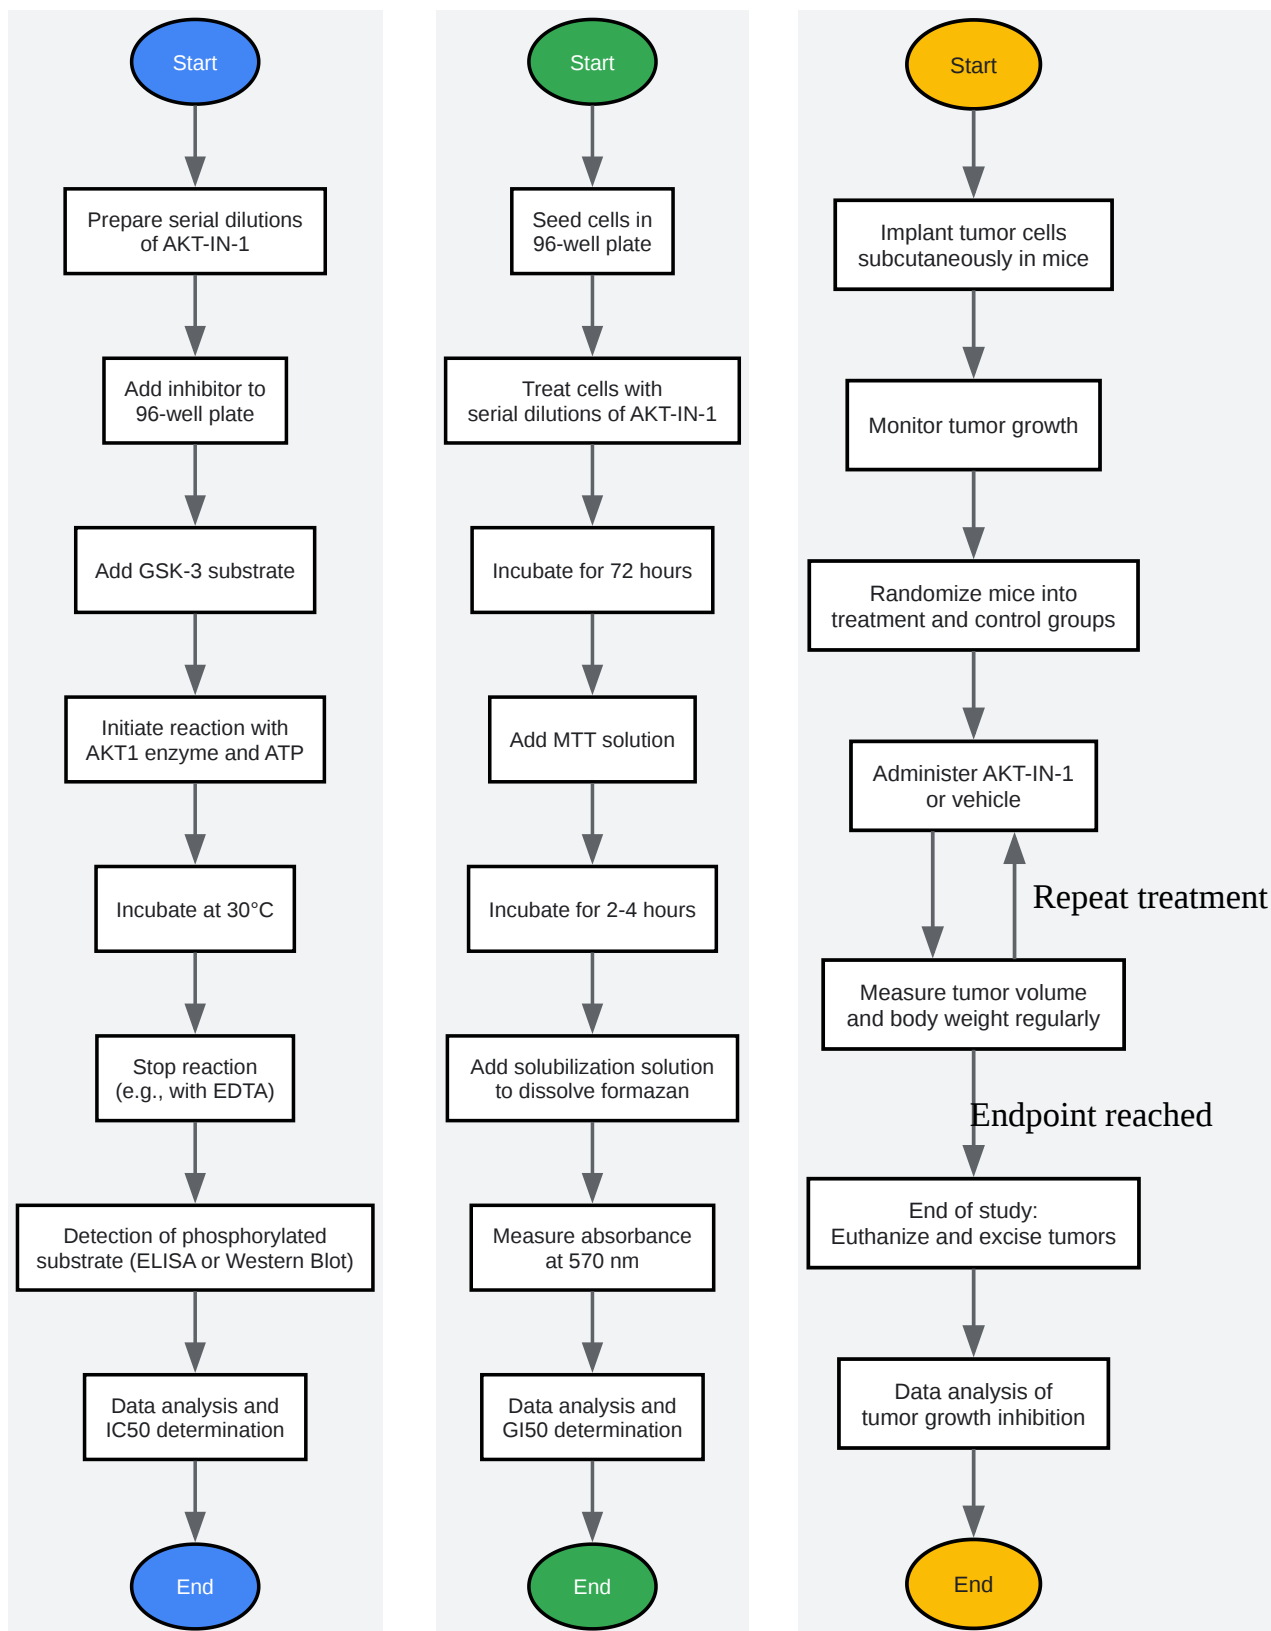 Start
Prepare serial dilutions
of AKT-IN-1
Add inhibitor to
96-well plate
Add GSK-3 substrate
Initiate reaction with
AKT1 enzyme and ATP
Incubate at 30°C
Stop reaction
(e.g., with EDTA)
Detection of phosphorylated
substrate (ELISA or Western Blot)
Data analysis and
IC50 determination
End
Start
Seed cells in
96-well plate
Treat cells with
serial dilutions of AKT-IN-1
Incubate for 72 hours
Add MTT solution
Incubate for 2-4 hours
Add solubilization solution
to dissolve formazan
Measure absorbance
at 570 nm
Data analysis and
GI50 determination
End
Start
Implant tumor cells
subcutaneously in mice
Monitor tumor growth
Randomize mice into
treatment and control groups
Administer AKT-IN-1
or vehicle
Repeat treatment
Measure tumor volume
and body weight regularly
Endpoint reached
End of study:
Euthanize and excise tumors
Data analysis of
tumor growth inhibition
End